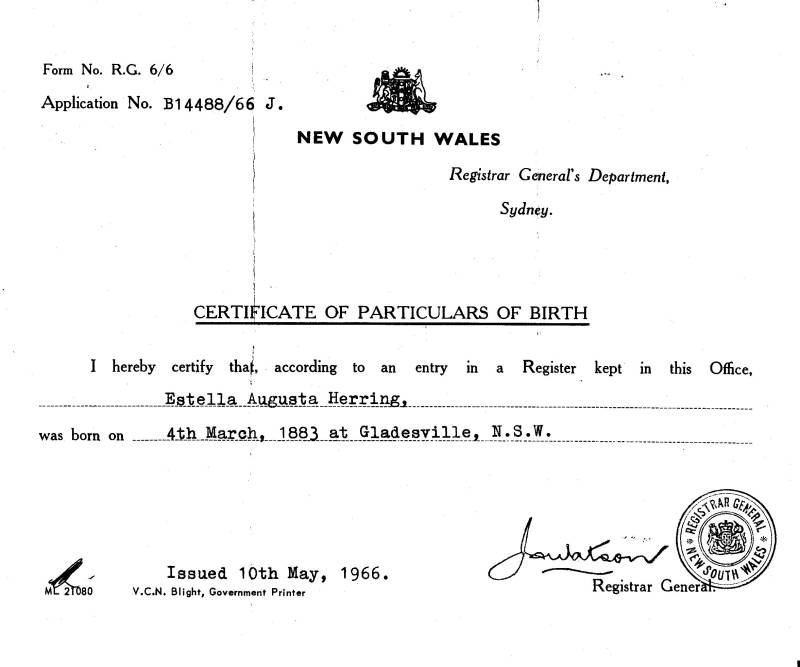 Form No. R.G. 6/6
Application No. B14488/66 J.
NEW SOUTH WALES
Registrar General's Department,
Sydney.
CERTIFICATE OF PARTICULARS OF BIRTH
I hereby certify that, according to an entry in a Register kept in this Office,
Estella Augusta Herring,
was born on 4th March, 1883 at Gladesville, N.S.W.
Issued 10th May, 1966.
ML 21080
V.C.N. Blight, Government Printer
Watson
Registrar General.
REGISTRAR GENERAL
NEW SOUTH WALES